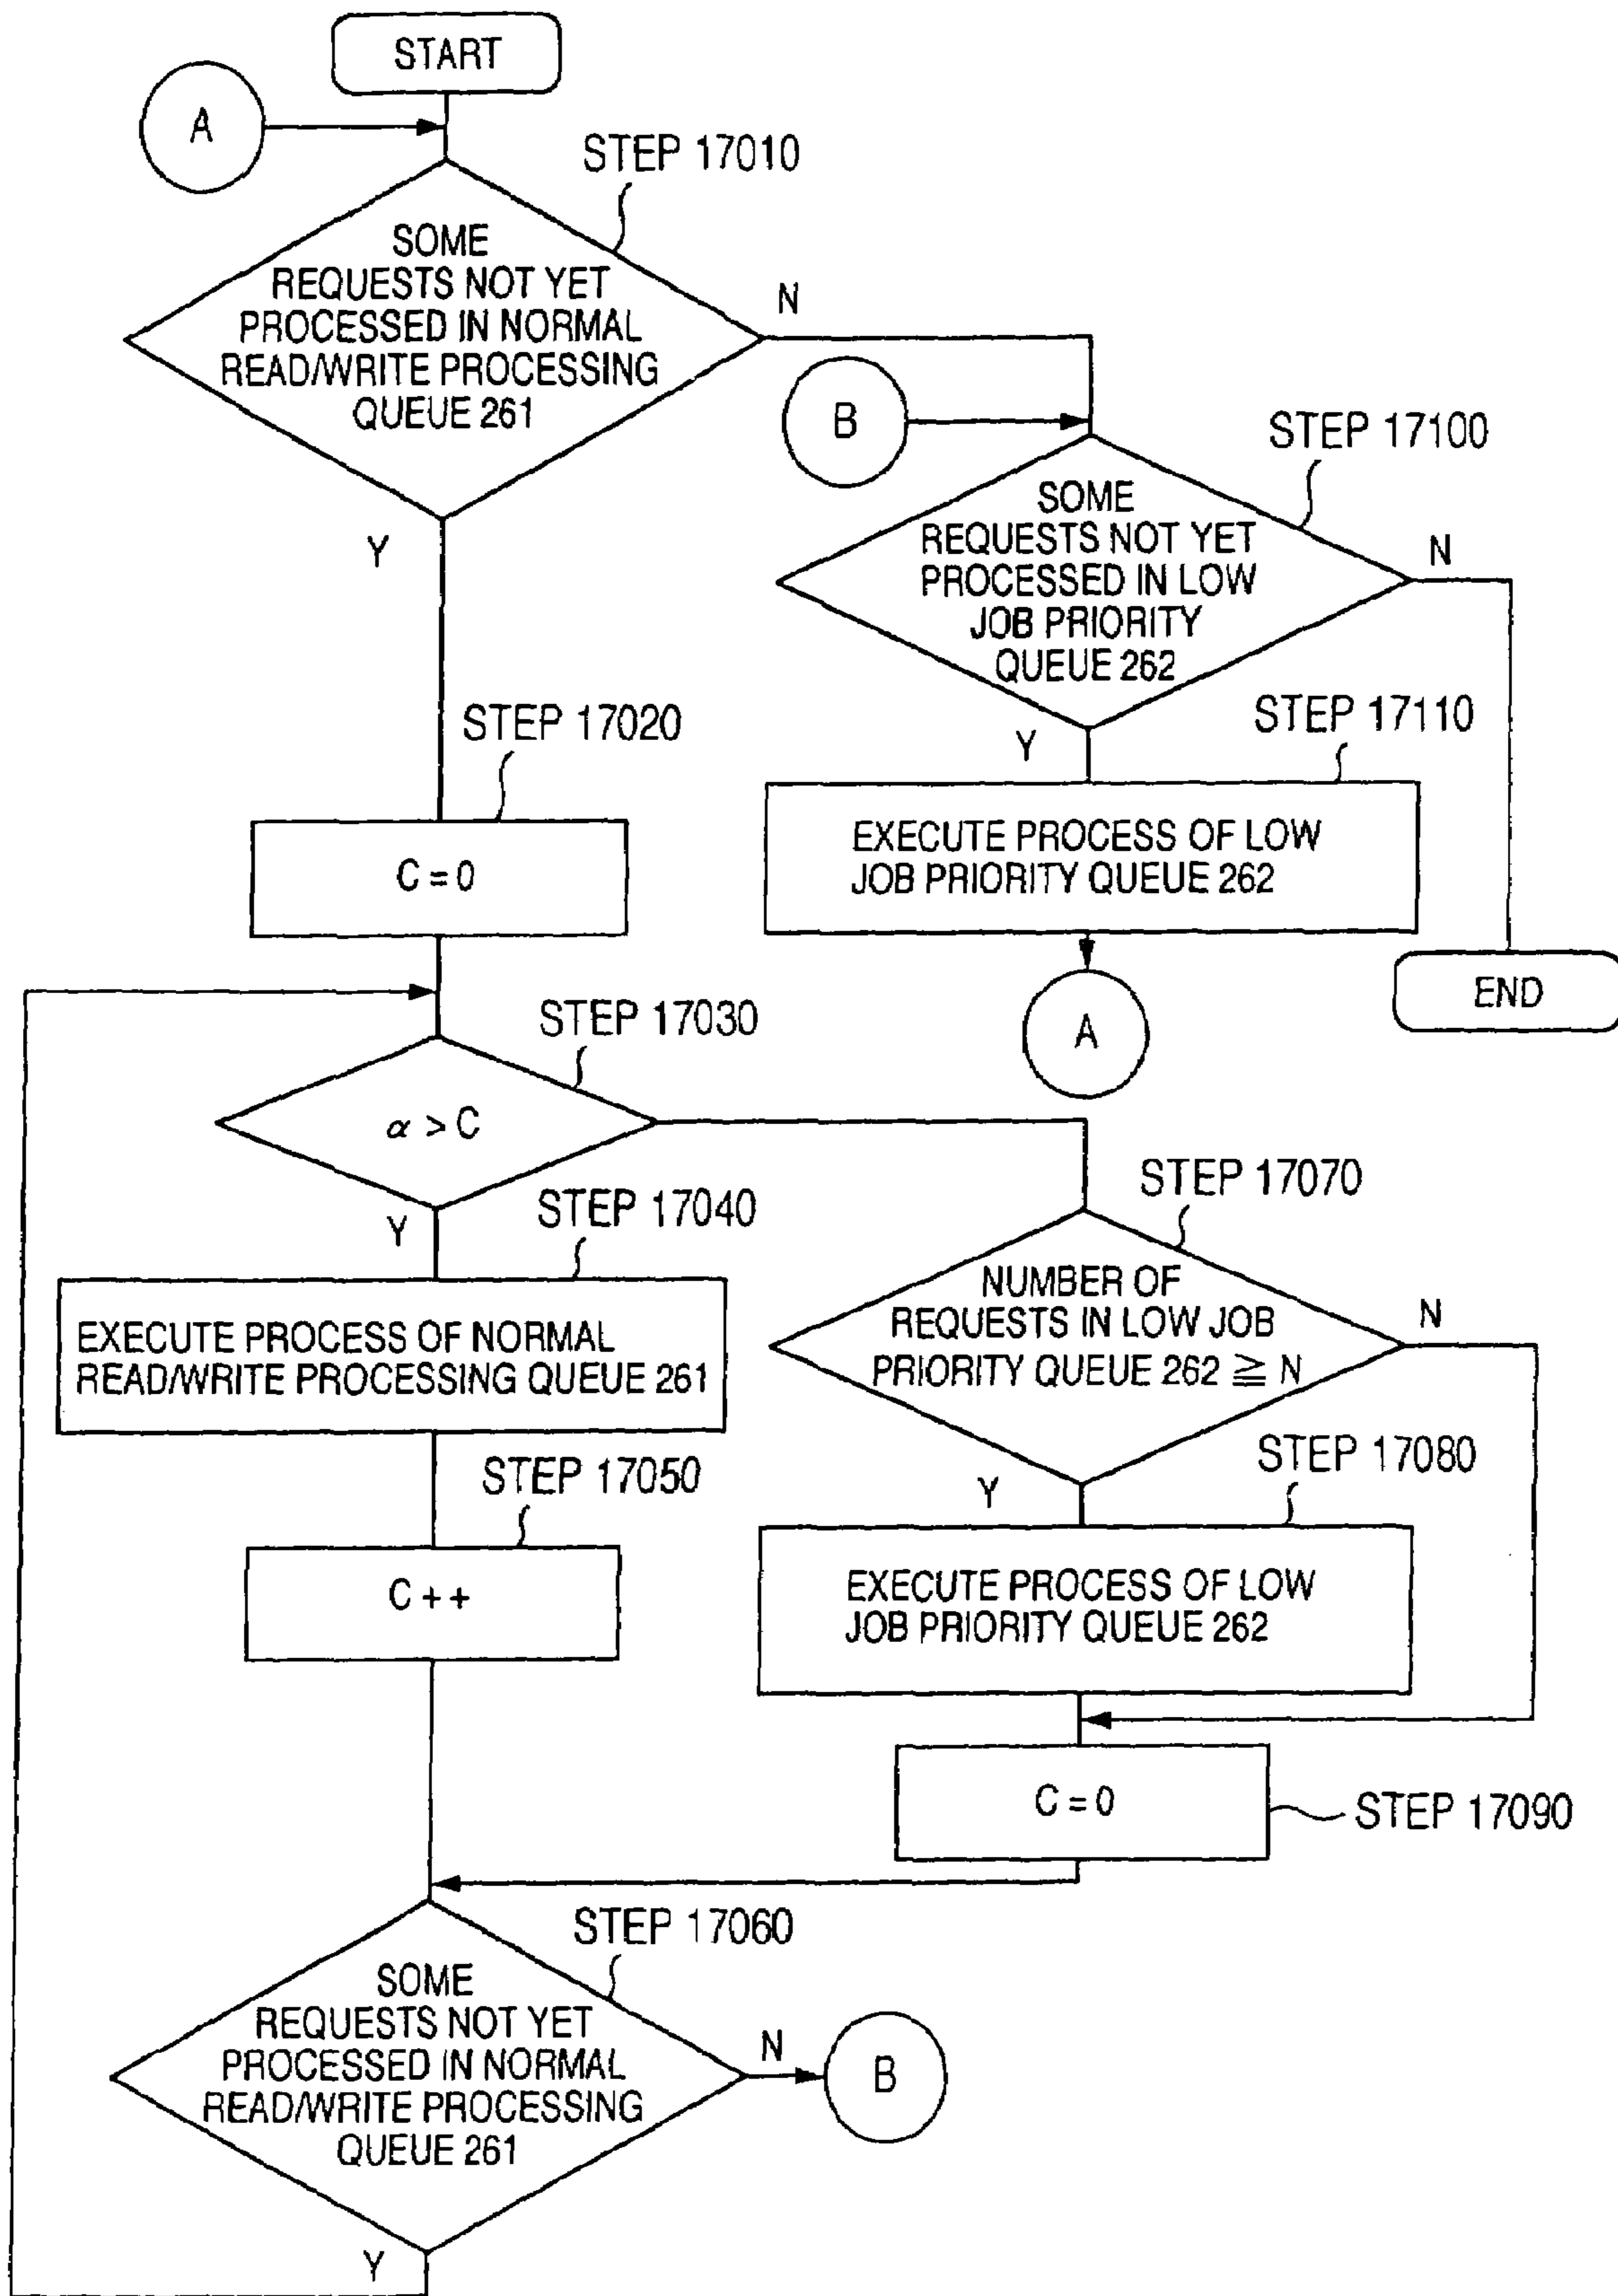 START
A
STEP 17010
SOME
REQUESTS NOT YET
PROCESSED IN NORMAL
READ/WRITE PROCESSING
QUEUE 261
N
Y
B
STEP 17100
SOME
REQUESTS NOT YET
PROCESSED IN LOW
JOB PRIORITY
QUEUE 262
N
Y
STEP 17110
EXECUTE PROCESS OF LOW
JOB PRIORITY QUEUE 262
A
END
STEP 17020
C = 0
STEP 17030
α > C
Y
STEP 17040
EXECUTE PROCESS OF NORMAL
READ/WRITE PROCESSING QUEUE 261
STEP 17050
C + +
STEP 17070
NUMBER OF
REQUESTS IN LOW JOB
PRIORITY QUEUE 262 ≧ N
N
Y
STEP 17080
EXECUTE PROCESS OF LOW
JOB PRIORITY QUEUE 262
C = 0
STEP 17090
STEP 17060
SOME
REQUESTS NOT YET
PROCESSED IN NORMAL
READ/WRITE PROCESSING
QUEUE 261
N
B
Y